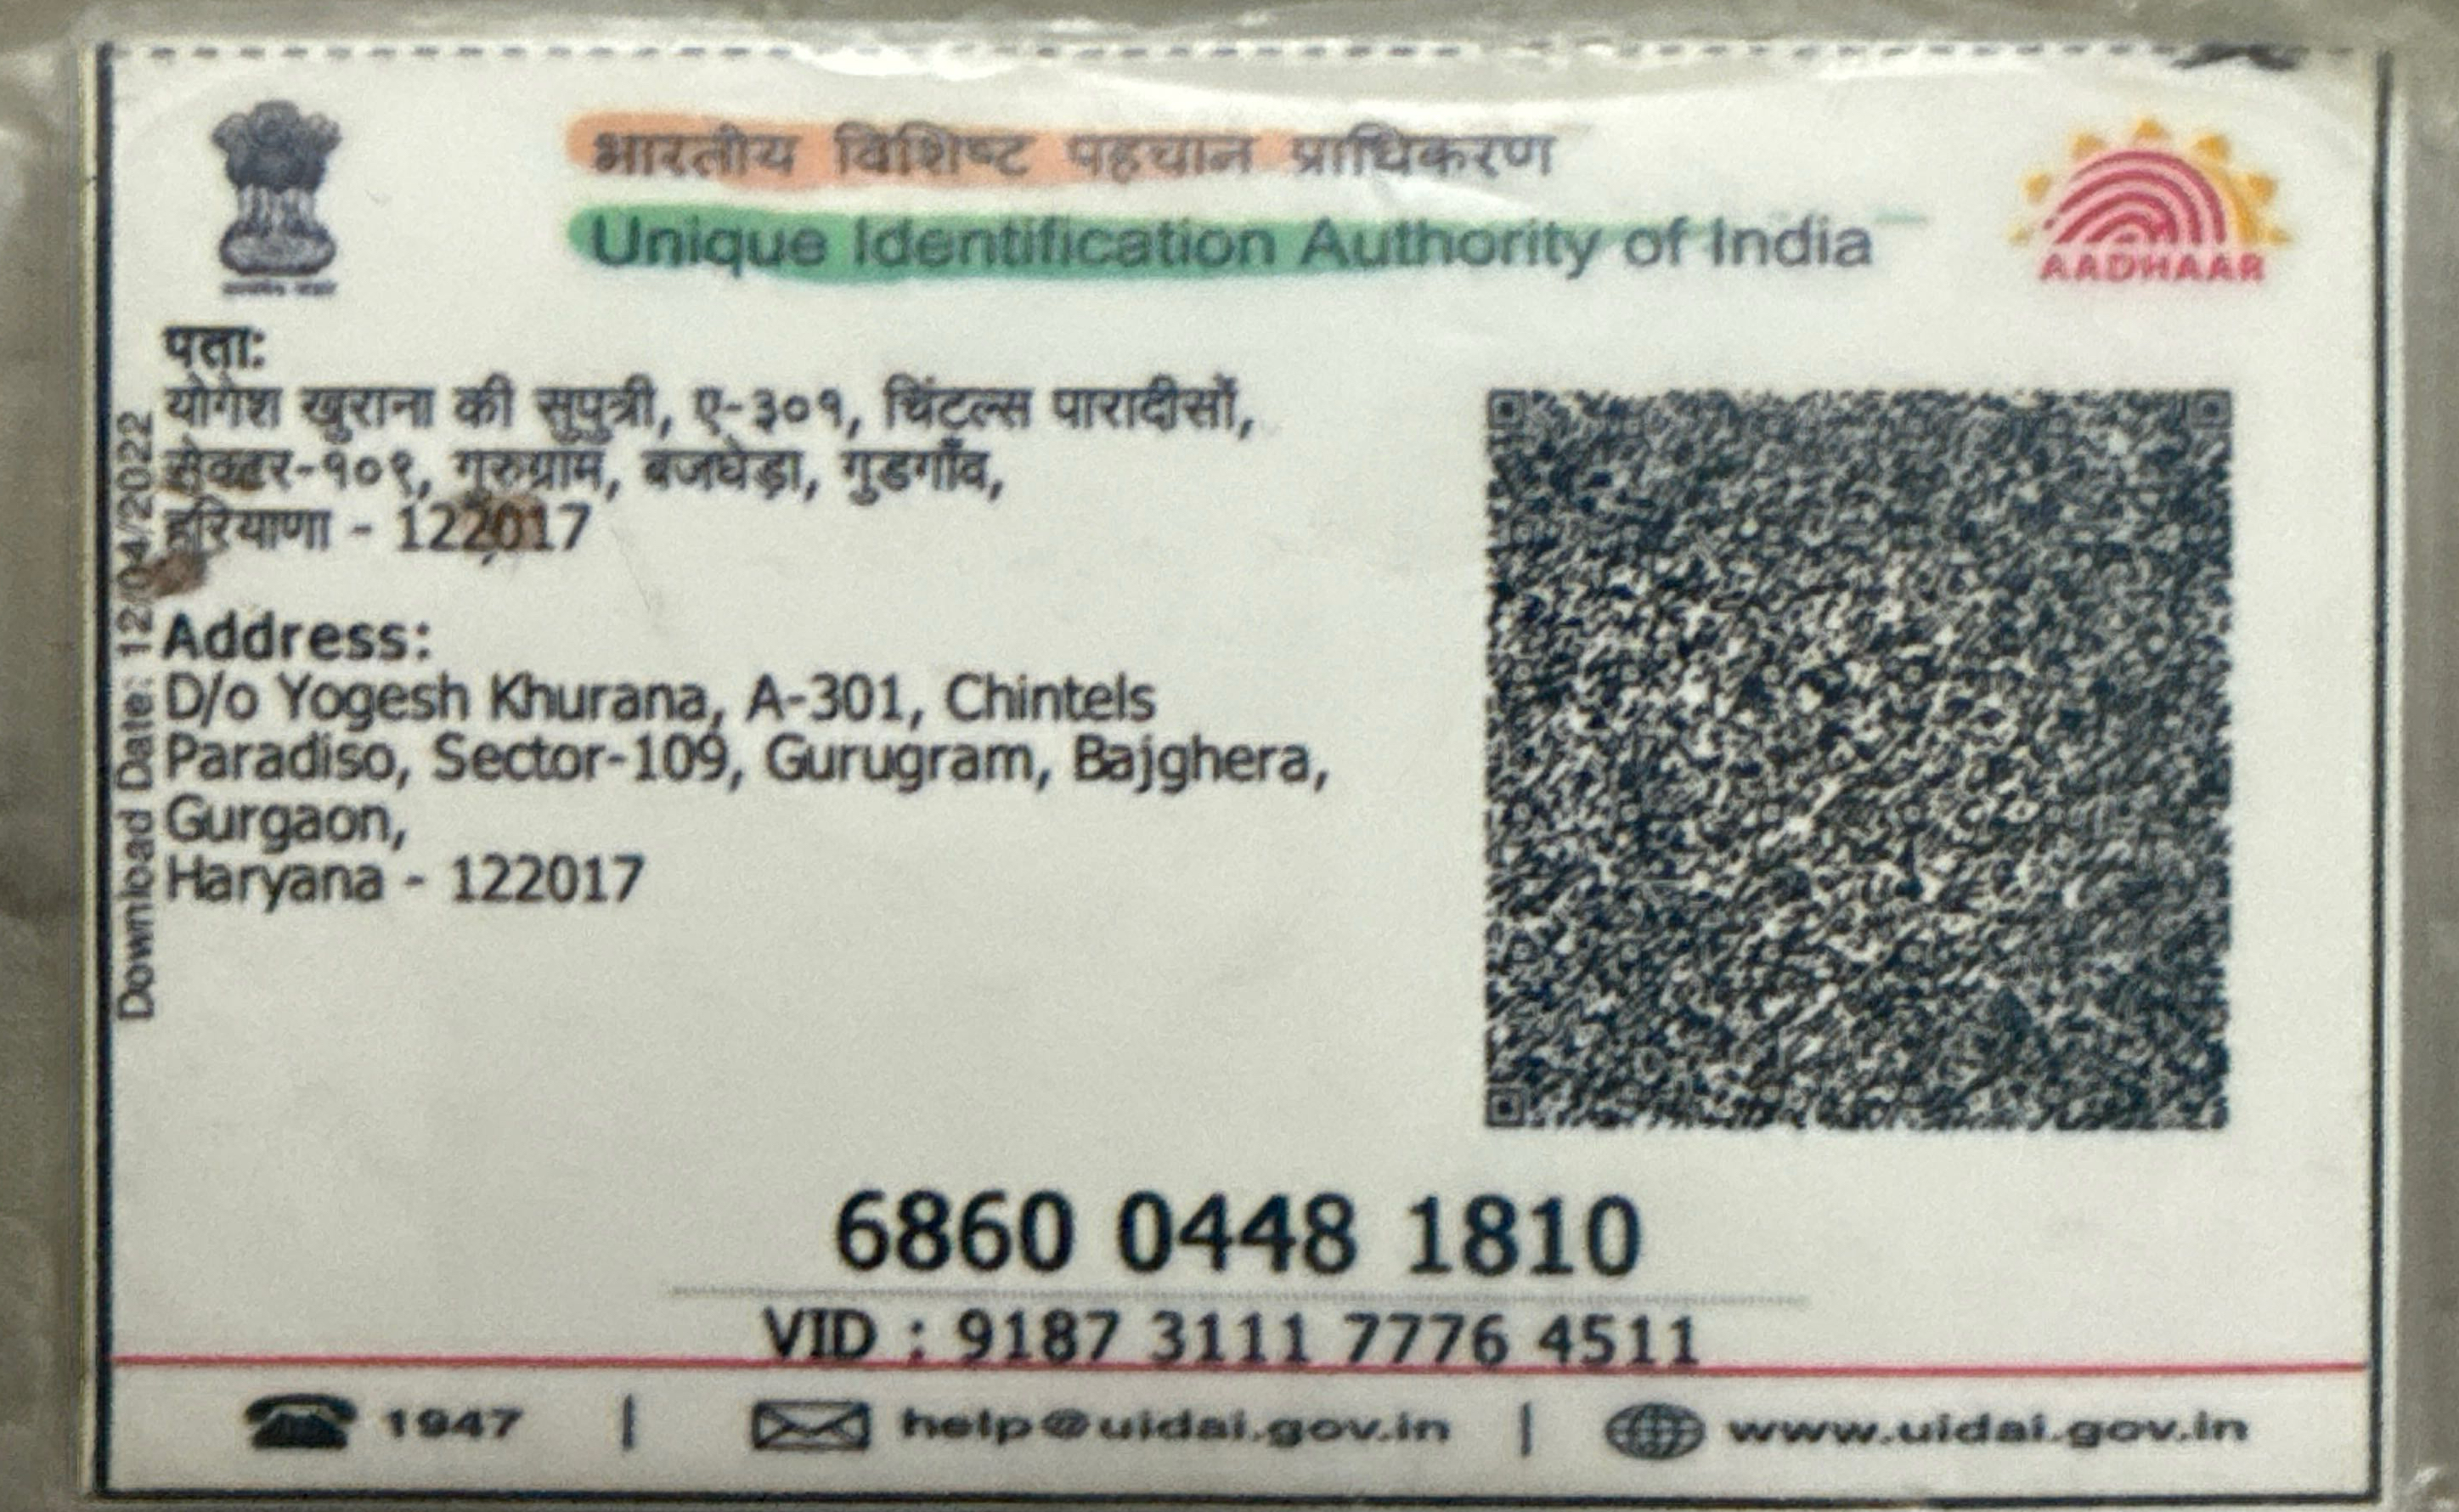 भारतीय विशिष्ट पहचान प्राधिकरण
Unique Identification Authority of India
AADHAAR
पता:
योगेश खुराना की सुपुत्री, ए-३०१, चिंटल्स पारादीसों,
सेक्टर-१०९, गुरुग्राम, बजघेड़ा, गुडगाँव,
हरियाणा - 122017
Address:
D/o Yogesh Khurana, A-301, Chintels
Paradiso, Sector-109, Gurugram, Bajghera,
Gurgaon,
Haryana - 122017
Download Date: 12/04/2022
6860 0448 1810
VID : 9187 3111 7776 4511
1947 | help@uidai.gov.in | www.uidai.gov.in